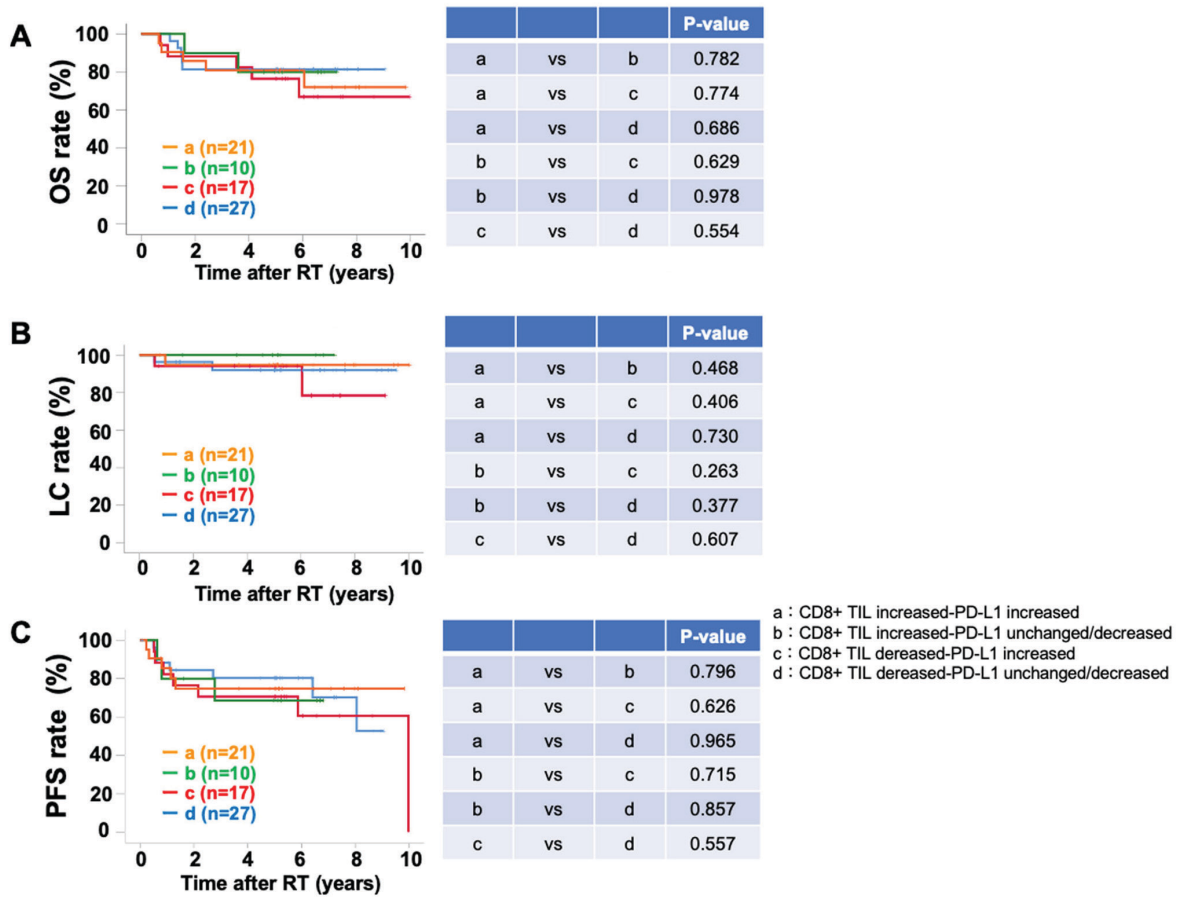 A
OS rate (%)
100
80
60
40
20
0
a (n=21)
b (n=10)
c (n=17)
d (n=27)
0 2 4 6 8 10
Time after RT (years)
P-value
a vs b 0.782
a vs c 0.774
a vs d 0.686
b vs c 0.629
b vs d 0.978
c vs d 0.554
B
LC rate (%)
100
80
60
40
20
0
a (n=21)
b (n=10)
c (n=17)
d (n=27)
0 2 4 6 8 10
Time after RT (years)
P-value
a vs b 0.468
a vs c 0.406
a vs d 0.730
b vs c 0.263
b vs d 0.377
c vs d 0.607
C
PFS rate (%)
100
80
60
40
20
0
a (n=21)
b (n=10)
c (n=17)
d (n=27)
0 2 4 6 8 10
Time after RT (years)
P-value
a vs b 0.796
a vs c 0.626
a vs d 0.965
b vs c 0.715
b vs d 0.857
c vs d 0.557
a：CD8+ TIL increased-PD-L1 increased
b：CD8+ TIL increased-PD-L1 unchanged/decreased
c：CD8+ TIL dereased-PD-L1 increased
d：CD8+ TIL dereased-PD-L1 unchanged/decreased